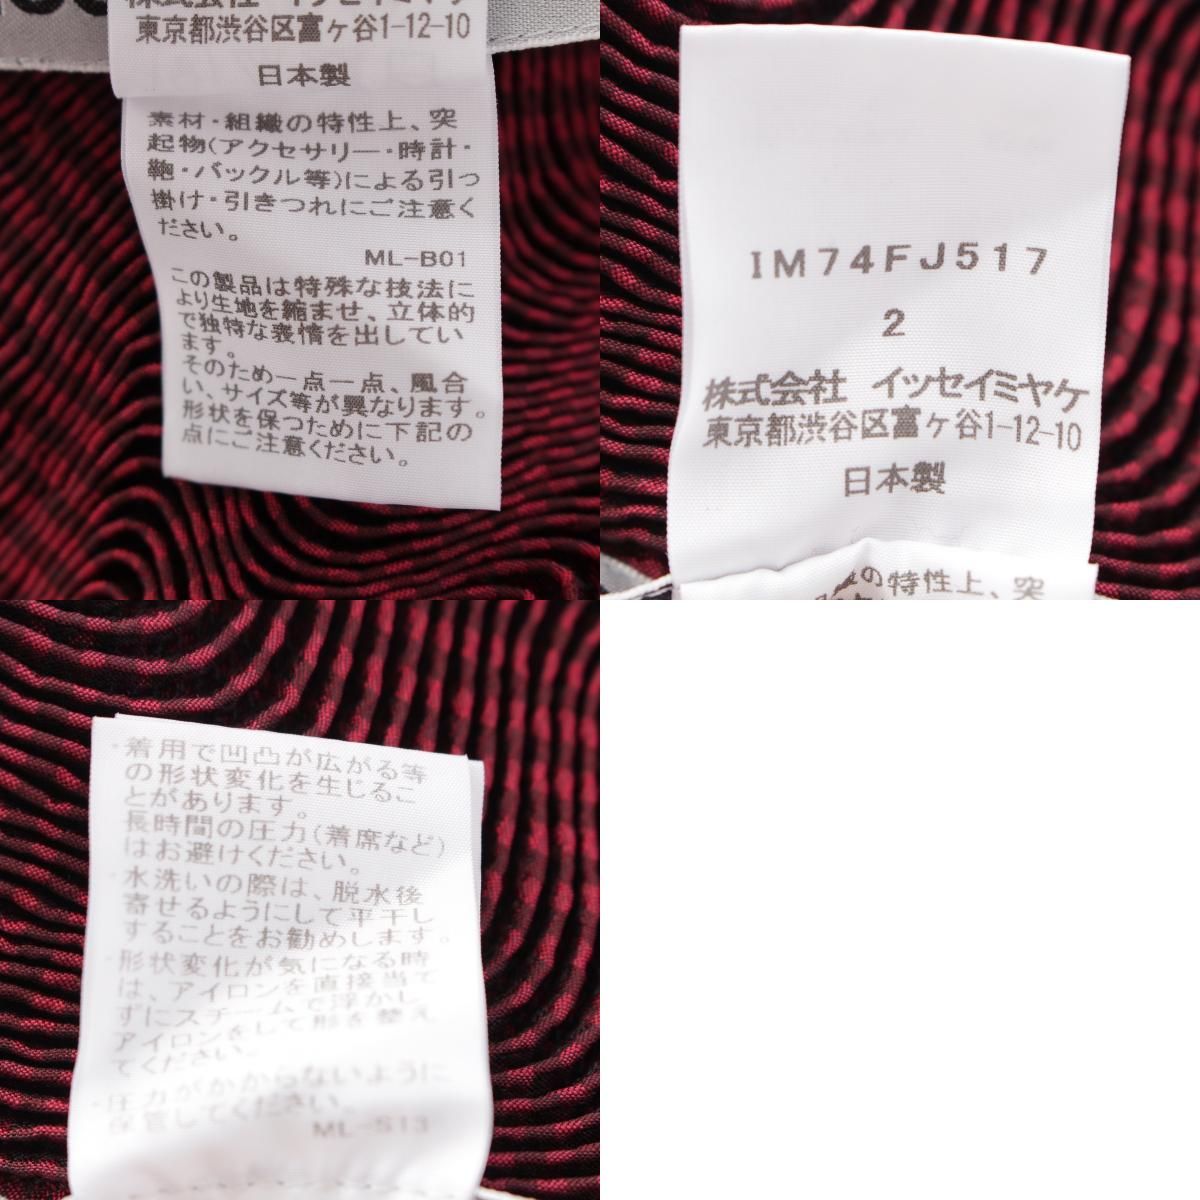 株式会社 イッセイミヤケ
東京都渋谷区富ヶ谷1-12-10
日本製
素材・組織の特性上、突
起物(アクセサリー・時計・
鞄・バックル等)による引っ
掛け・引きつれにご注意く
ださい。
ML-B01
この製品は特殊な技法に
より生地を縮ませ、立体的
で独特な表情を出してい
ます。
そのため一点一点、風合
い、サイズ等が異なります。
形状を保つために下記の
点にご注意ください。
IM74FJ517
2
株式会社 イッセイミヤケ
東京都渋谷区富ヶ谷1-12-10
日本製
の特性上、突
・着用で凹凸が広がる等
の形状変化を生じるこ
とがあります。
長時間の圧力(着席など)
はお避けください。
・水洗いの際は、脱水後
寄せるようにして平干し
することをお勧めします。
・形状変化が気になる時
は、アイロンを直接当て
ずにスチームで浮かし
アイロンをして形を整え
てください。
・圧力がかからないように
保管してください。
ML-S13